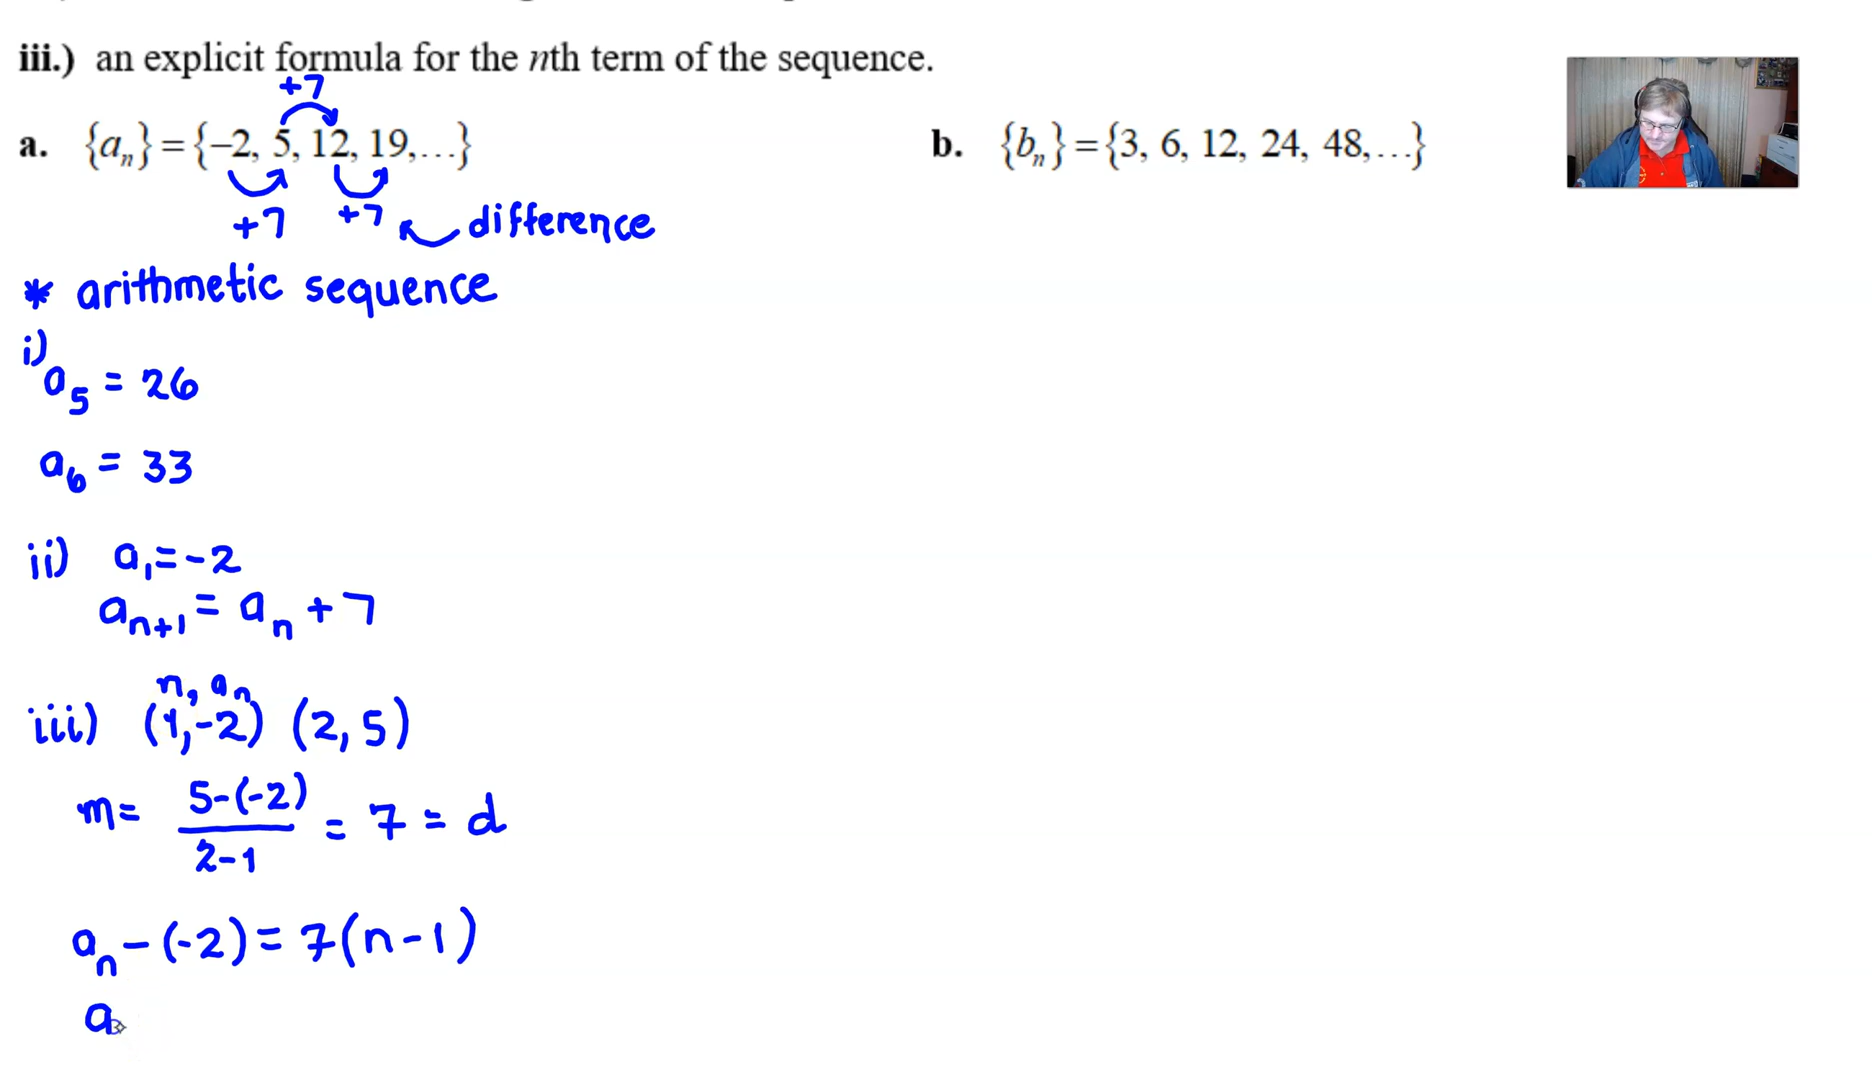 iii.) an explicit formula for the nth term of the sequence.
+7
a. {aₙ} = {−2, 5, 12, 19,…}
b. {bₙ} = {3, 6, 12, 24, 48,…}
+7 +7 difference
* arithmetic sequence
i)
a₅ = 26
a₆ = 33
ii) a₁ = -2
aₙ₊₁ = aₙ + 7
n, aₙ
iii) (1, -2) (2, 5)
m = \frac{5-(-2)}{2-1} = 7 = d
aₙ - (-2) = 7(n - 1)
a